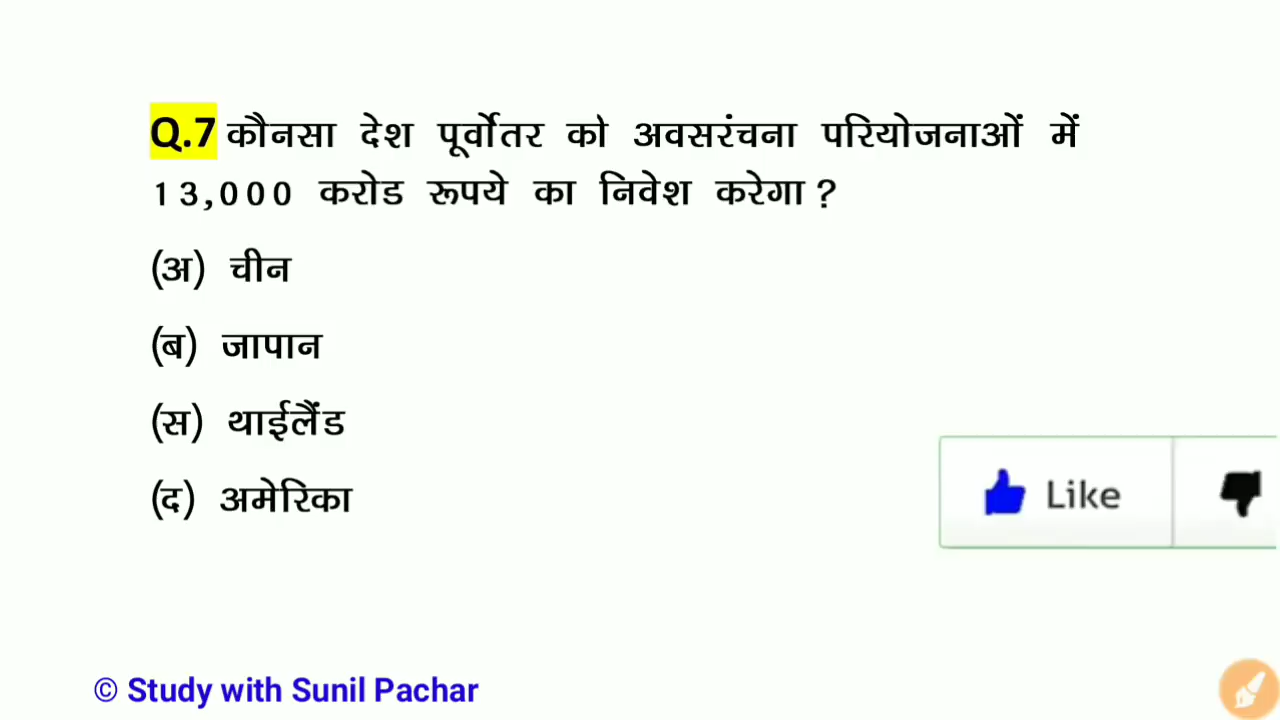 Q.7 कौनसा देश पूर्वोतर को अवसरंचना परियोजनाओं में
13,000 करोड रूपये का निवेश करेगा?
(अ) चीन
(ब) जापान
(स) थाईलैंड
(द) अमेरिका
Like
© Study with Sunil Pachar